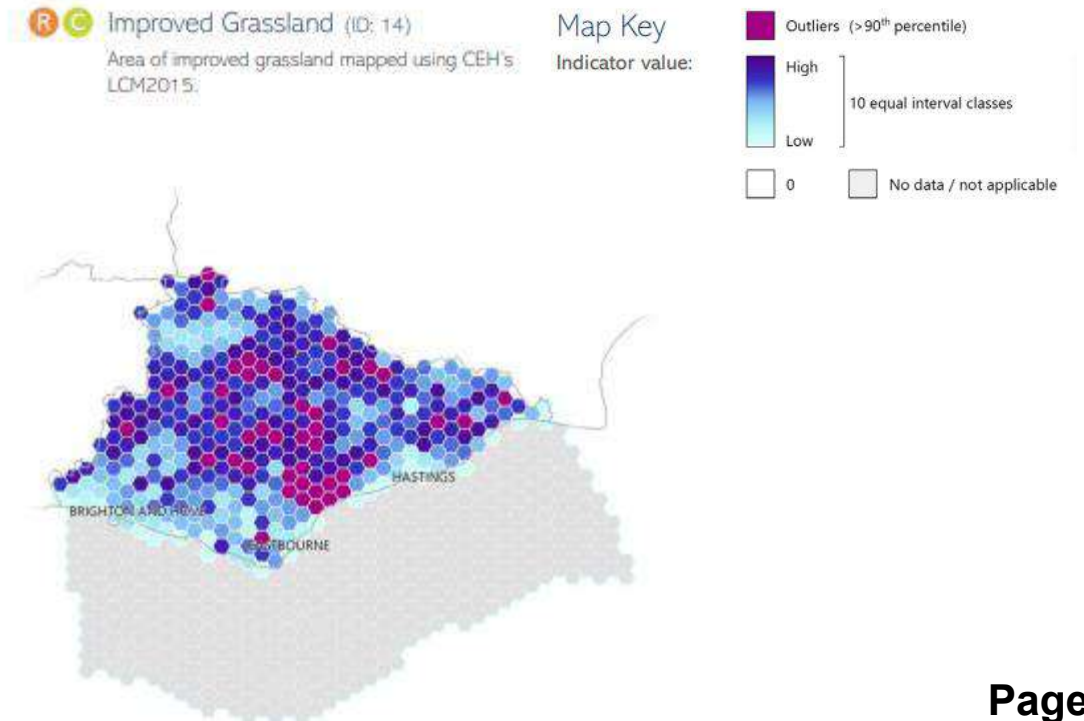 R C Improved Grassland (ID: 14)
Area of improved grassland mapped using CEH's
LCM2015.
Map Key
Indicator value:
Outliers (>90th percentile)
High
10 equal interval classes
Low
0
No data / not applicable
HASTINGS
BRIGHTON AND HOVE
EASTBOURNE
Page